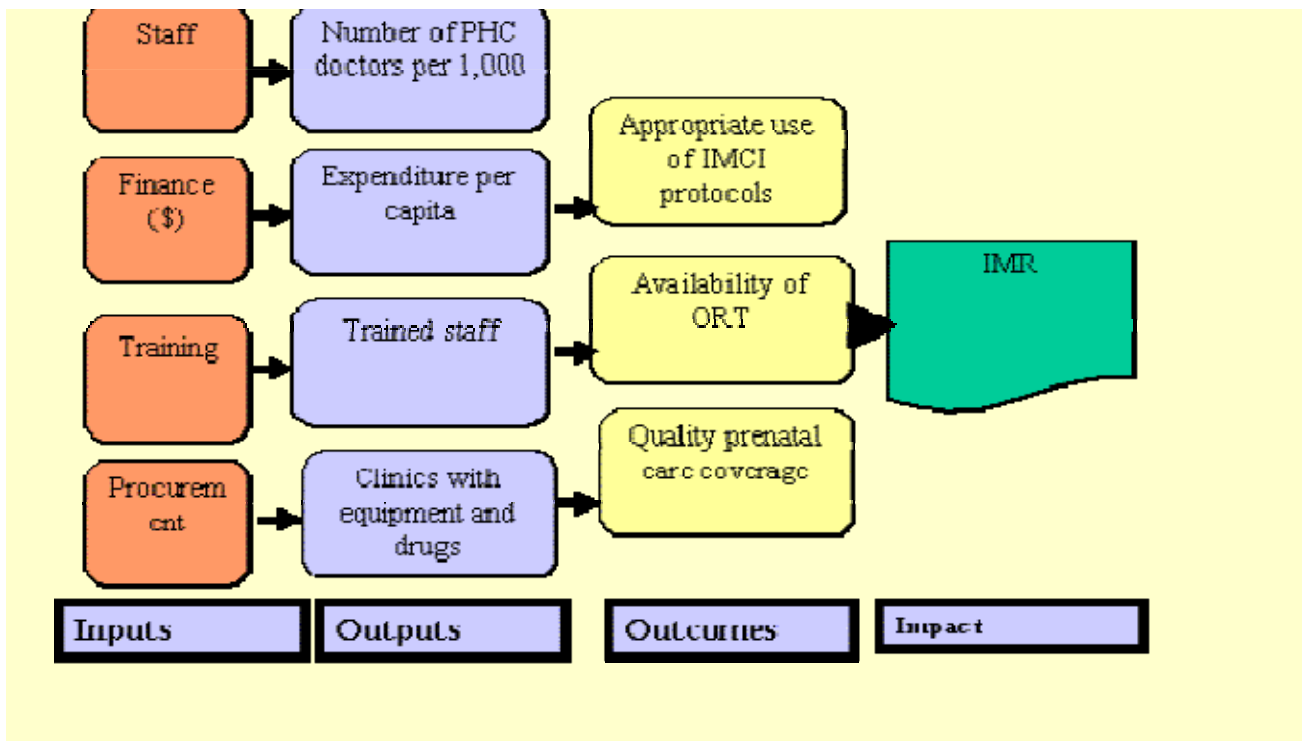 Staff
Number of PHC
doctors per 1,000
Appropriate use
of IMCI
protocols
Finance
($)
Expenditure per
capita
IMR
Availability of
ORT
Training
Trained staff
Quality prenatal
care coverage
Procurem
ent
Clinics with
equipment and
drugs
Inputs
Outputs
Outcomes
Impact